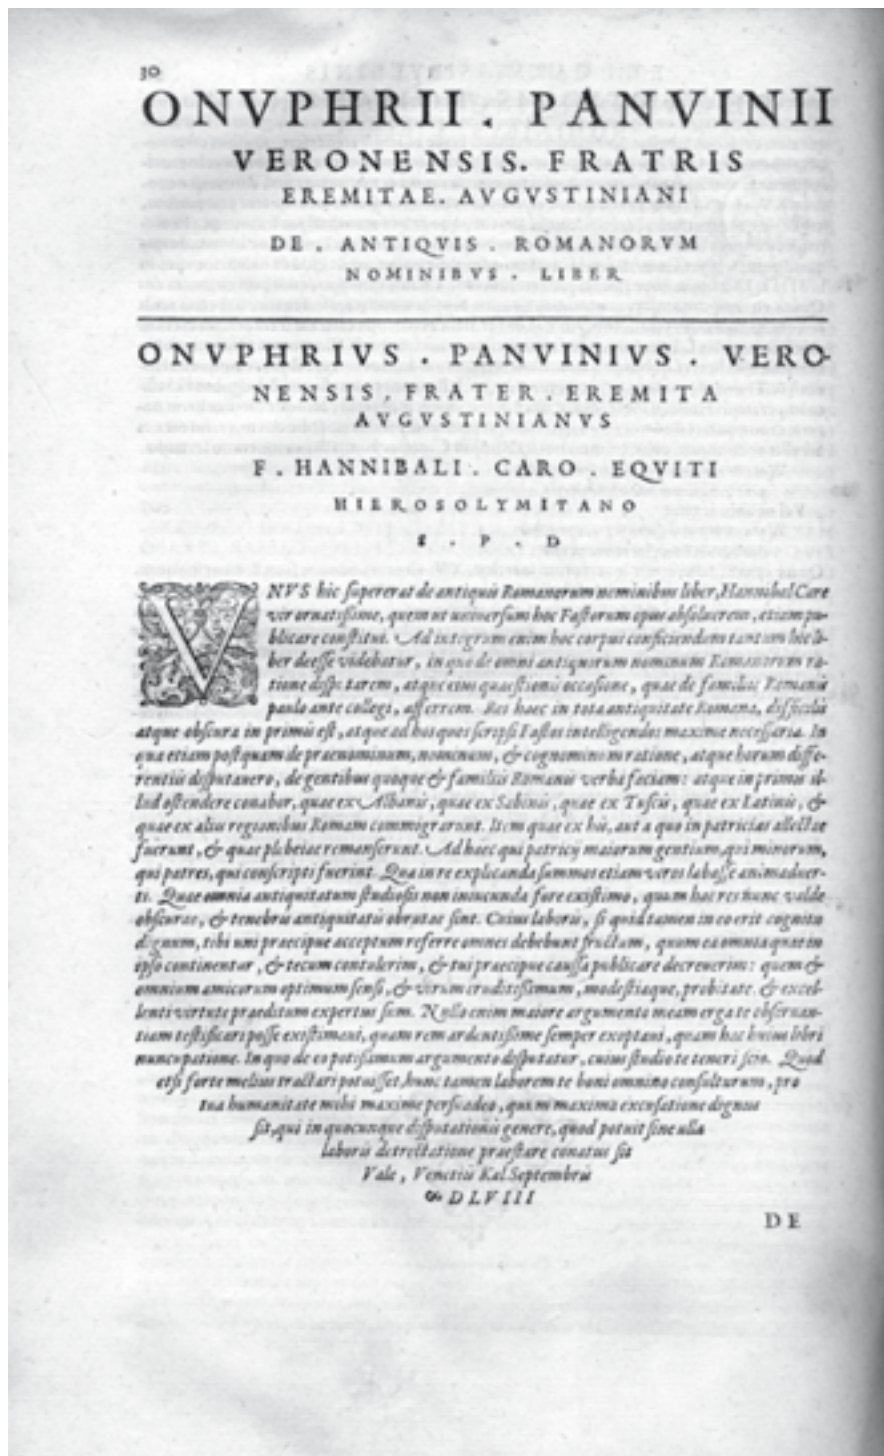 30
ONVPHRII . PANVINII
VERONENSIS. FRATRIS
EREMITAE. AVGVSTINIANI
DE . ANTIQVIS . ROMANORVM
NOMINIBVS . LIBER
ONVPHRIVS . PANVINIVS . VERO-
NENSIS . FRATER . EREMITA
AVGVSTINIANVS
F . HANNIBALI . CARO . EQVITI
HIEROSOLYMITANO
S . P . D
VNVS hic supererat de antiquis Romanorum nominibus liber, Hannibal Care
vir ornatissime, quem ut universum hoc Fastorum opus absoluerem, etiam pu-
blicare constitui. Ad integrum enim hoc corpus conficiendum tantum hic li-
ber deesse videbatur, in quo de omni antiquorum nominum Romanorum ra-
tione disputarem, atque eius quaestionis occasione, quae de familiis Romanis
paulo ante collegi, afferrem. Res haec in tota antiquitate Romana, difficilis
atque obscura in primis est, atque ad hos quos scripsi Fastos intelligendos maxime necessaria. In
qua etiam postquam de praenominum, nominum, & cognominum ratione, atque horum diffe-
rentiis disputauero, de gentibus quoque & familiis Romanis verba faciam: atque in primis il-
lud ostendere conabor, quae ex Albanis, quae ex Sabinis, quae ex Tuscis, quae ex Latinis, &
quae ex aliis regionibus Romam commigrarunt. Item quae ex his, aut a quo in patricias allectae
fuerunt, & quae plebeiae remanserunt. Ad haec qui patricij maiorum gentium, qui minorum,
qui patres, qui conscripti fuerint. Qua in re explicanda summos etiam viros labasse animaduer-
ti. Quae omnia antiquitatum studiosis non iniucunda fore existimo, quum hae res nunc valde
obscurae, & tenebris antiquitatis obrutae sint. Cuius laboris, si quid tamen in eo erit cognitu
dignum, tibi uni praecipue acceptum referre omnes debebunt fructum, quum ea omnia quae in
ipso continentur, & tecum contulerim, & tui praecipue caussa publicare decreuerim: quem &
omnium amicorum optimum sensi, & virum eruditissimum, modestiaque, probitate & excel-
lenti virtute praeditum expertus sum. Nullo enim maiore argumento meam erga te obseruan-
tiam testificari posse existimaui, quam rem ardentissime semper exoptaui, quam hac huius libri
nuncupatione. In quo de eo potissimum argumento disputatur, cuius studio te teneri scio. Quod
etsi forte melius tractari potuisset, hunc tamen laborem te boni omnino consulturum, pro
tua humanitate mihi maxime persuadeo, quum maxima excusatione dignus
sit, qui in quocunque disputationis genere, quod potuit sine ulla
laboris detrectatione praestare conatus sit
Vale, Venetiis Kal. Septembris
ↀ DLVIII
DE